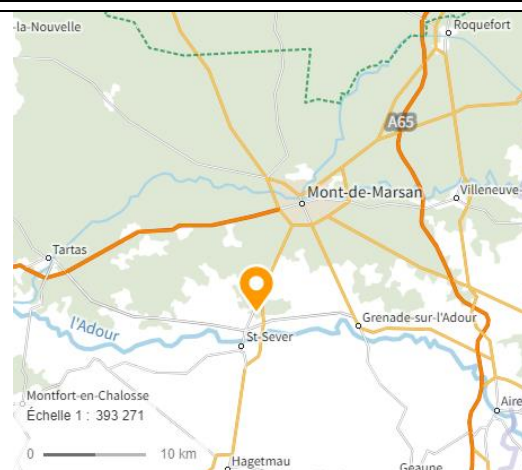 -la-Nouvelle
Roquefort
A65
Mont-de-Marsan
Villeneuve-
Tartas
l'Adour
Grenade-sur-l'Adour
St-Sever
Montfort-en-Chalosse
Échelle 1 : 393 271
Aire
0 10 km
Hagetmau
Geaune